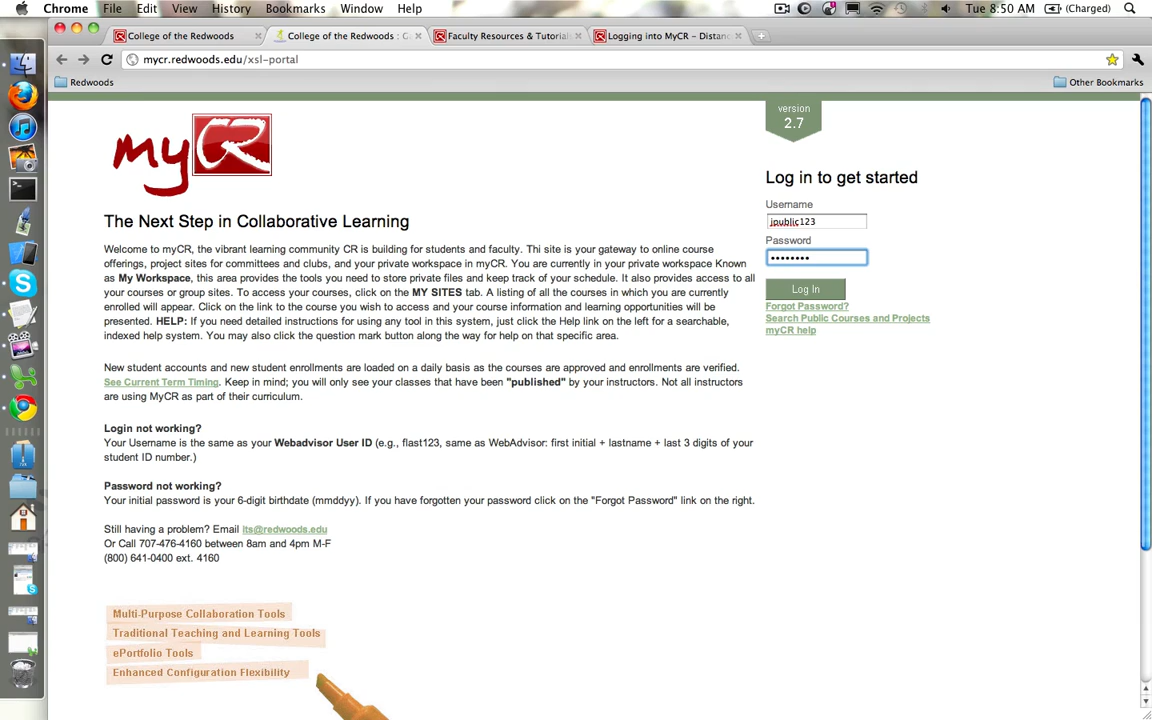 Chrome File Edit View History Bookmarks Window Help Tue 8:50 AM (Charged)
College of the Redwoods College of the Redwoods : G Faculty Resources & Tutorial Logging into MyCR – Distan
mycr.redwoods.edu/xsl-portal
Redwoods Other Bookmarks
version
2.7
myCR
Log in to get started
Username
jpublic123
Password
••••••••
Log In
Forgot Password?
Search Public Courses and Projects
myCR help
The Next Step in Collaborative Learning
Welcome to myCR, the vibrant learning community CR is building for students and faculty. Thi site is your gateway to online course
offerings, project sites for committees and clubs, and your private workspace in myCR. You are currently in your private workspace Known
as My Workspace, this area provides the tools you need to store private files and keep track of your schedule. It also provides access to all
your courses or group sites. To access your courses, click on the MY SITES tab. A listing of all the courses in which you are currently
enrolled will appear. Click on the link to the course you wish to access and your course information and learning opportunities will be
presented. HELP: If you need detailed instructions for using any tool in this system, just click the Help link on the left for a searchable,
indexed help system. You may also click the question mark button along the way for help on that specific area.
New student accounts and new student enrollments are loaded on a daily basis as the courses are approved and enrollments are verified.
See Current Term Timing. Keep in mind; you will only see your classes that have been "published" by your instructors. Not all instructors
are using MyCR as part of their curriculum.
Login not working?
Your Username is the same as your Webadvisor User ID (e.g., flast123, same as WebAdvisor: first initial + lastname + last 3 digits of your
student ID number.)
Password not working?
Your initial password is your 6-digit birthdate (mmddyy). If you have forgotten your password click on the "Forgot Password" link on the right.
Still having a problem? Email its@redwoods.edu
Or Call 707-476-4160 between 8am and 4pm M-F
(800) 641-0400 ext. 4160
Multi-Purpose Collaboration Tools
Traditional Teaching and Learning Tools
ePortfolio Tools
Enhanced Configuration Flexibility